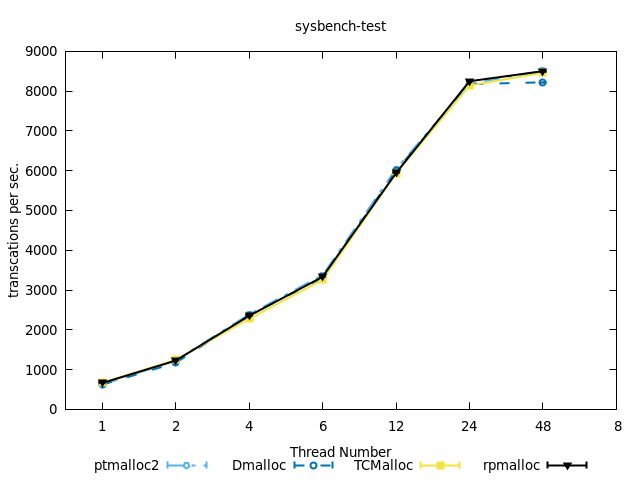 sysbench-test
9000
8000
7000
6000
5000
4000
3000
2000
1000
0
transcations per sec.
1 2 4 6 12 24 48 8
Thread Number
ptmalloc2 Dmalloc TCMalloc rpmalloc